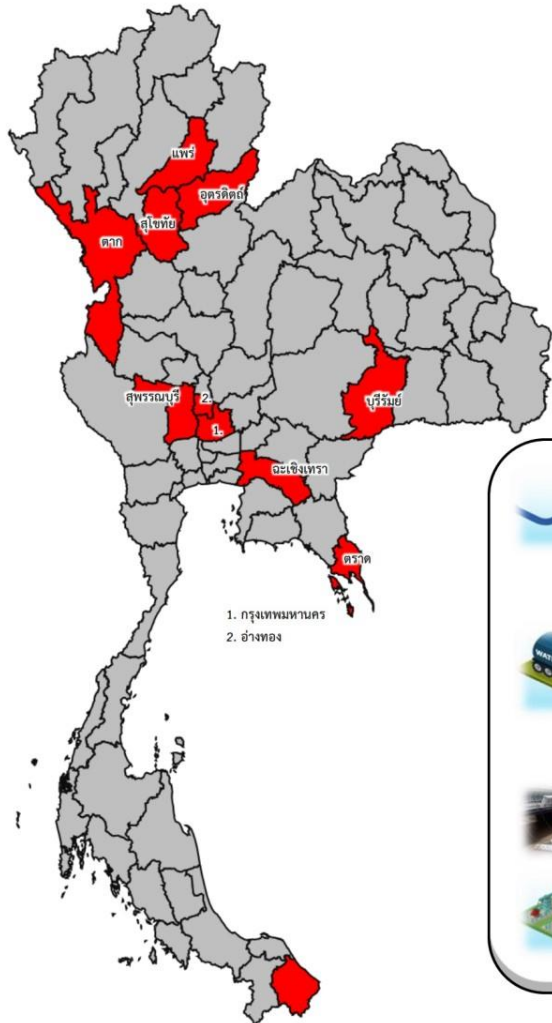 แพร่
อุตรดิตถ์
สุโขทัย
ตาก
สุพรรณบุรี
2.
1.
บุรีรัมย์
ฉะเชิงเทรา
ตราด
1. กรุงเทพมหานคร
2. อ่างทอง
WAT